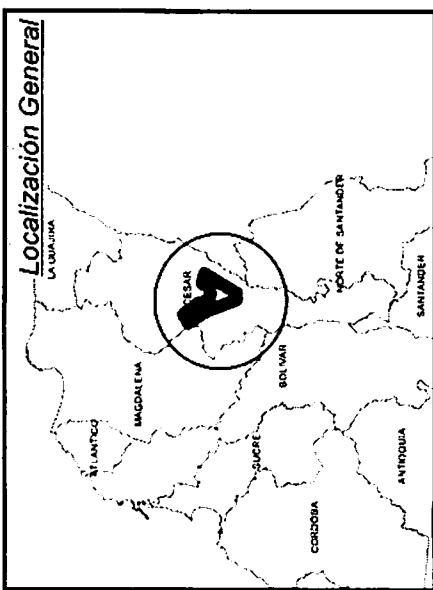 Localización General
LA GUAJIRA
ATLANTICO
MAGDALENA
CESAR
SUCRE
BOLIVAR
NORTE DE SANTANDER
CORDOBA
ANTIOQUIA
SANTANDER